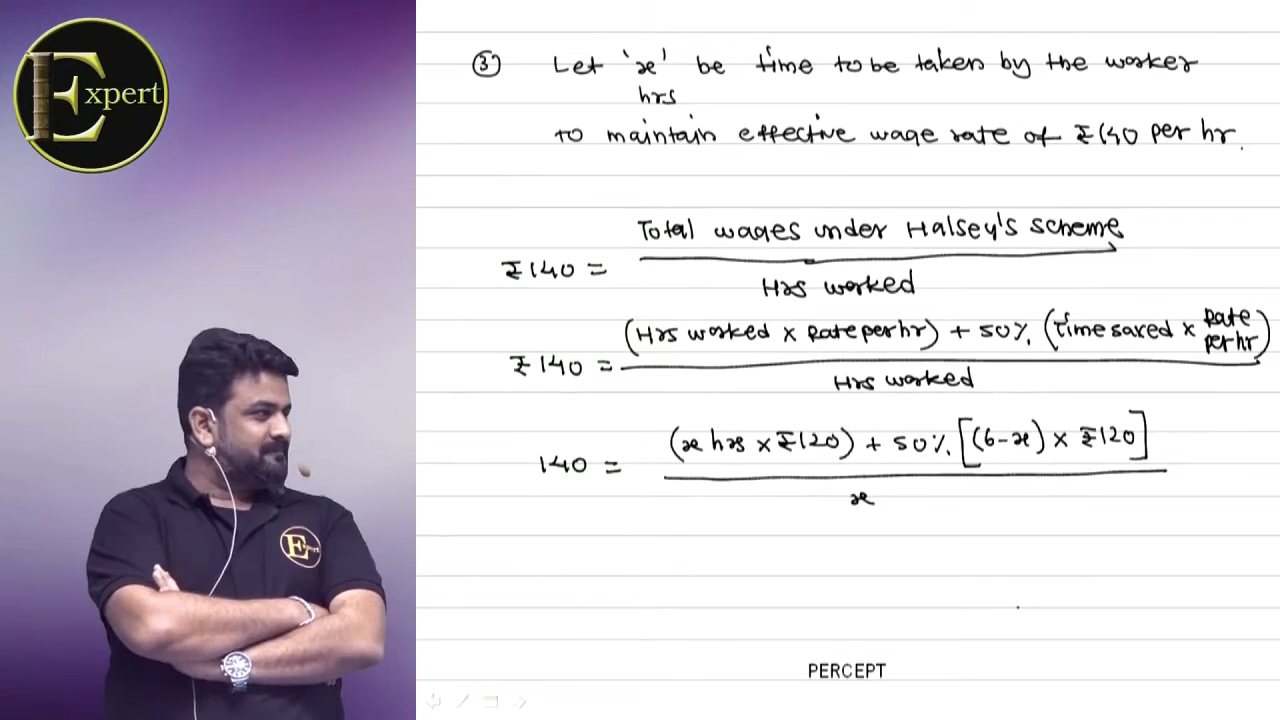 Expert
③ Let 'x' be time to be taken by the worker
hrs
to maintain effective wage rate of ₹140 per hr.
₹140 = Total wages under Halsey's scheme
Hrs worked
₹140 = (Hrs worked x Rate per hr) + 50% (Time saved x Rate per hr)
Hrs worked
140 = (x hrs x ₹120) + 50% [(6-x) x ₹120]
x
Expert
PERCEPT